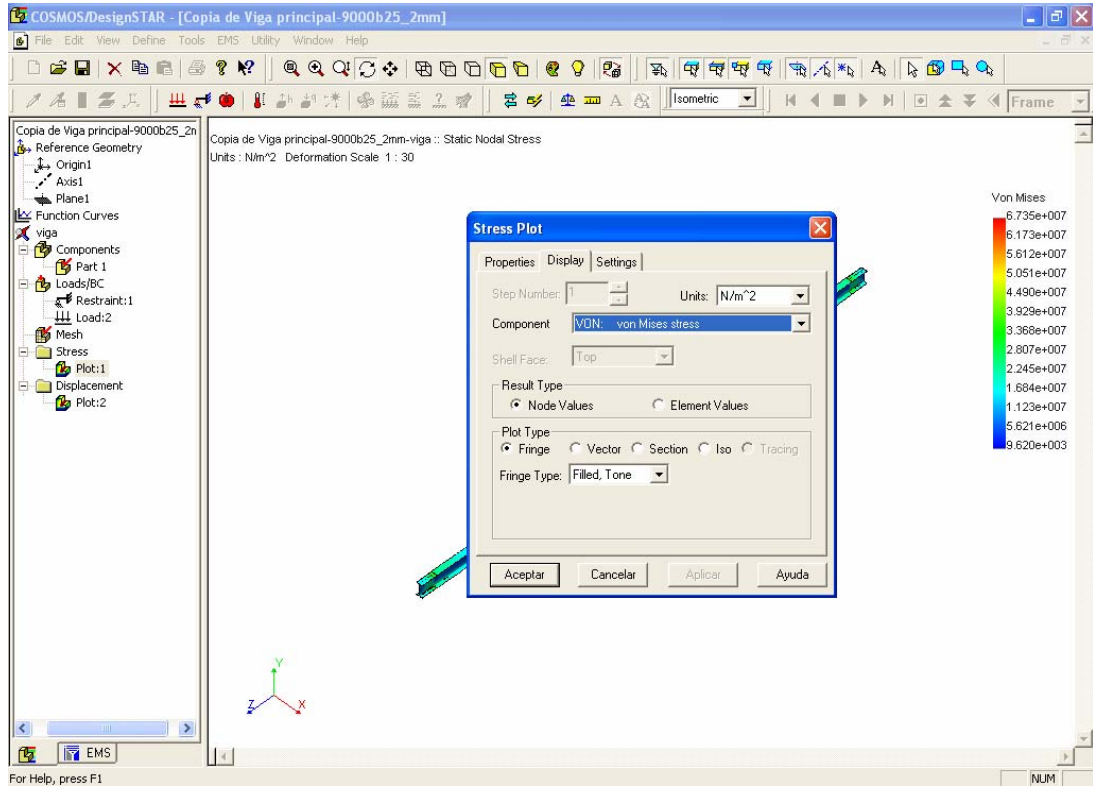 COSMOS/DesignSTAR - [Copia de Viga principal-9000b25_2mm]
File Edit View Define Tools EMS Utility Window Help
Isometric
Frame
Copia de Viga principal-9000b25_2n
Reference Geometry
Origin1
Axis1
Plane1
Function Curves
viga
Components
Part 1
Loads/BC
Restraint:1
Load:2
Mesh
Stress
Plot:1
Displacement
Plot:2
EMS
Copia de Viga principal-9000b25_2mm-viga :: Static Nodal Stress
Units : N/m^2 Deformation Scale 1 : 30
Von Mises
6.735e+007
6.173e+007
5.612e+007
5.051e+007
4.490e+007
3.929e+007
3.368e+007
2.807e+007
2.245e+007
1.684e+007
1.123e+007
5.621e+006
9.620e+003
Stress Plot
Properties Display Settings
Step Number: 1 Units: N/m^2
Component VON: von Mises stress
Shell Face: Top
Result Type
Node Values Element Values
Plot Type
Fringe Vector Section Iso Tracing
Fringe Type: Filled, Tone
Aceptar Cancelar Aplicar Ayuda
Y
Z X
For Help, press F1
NUM